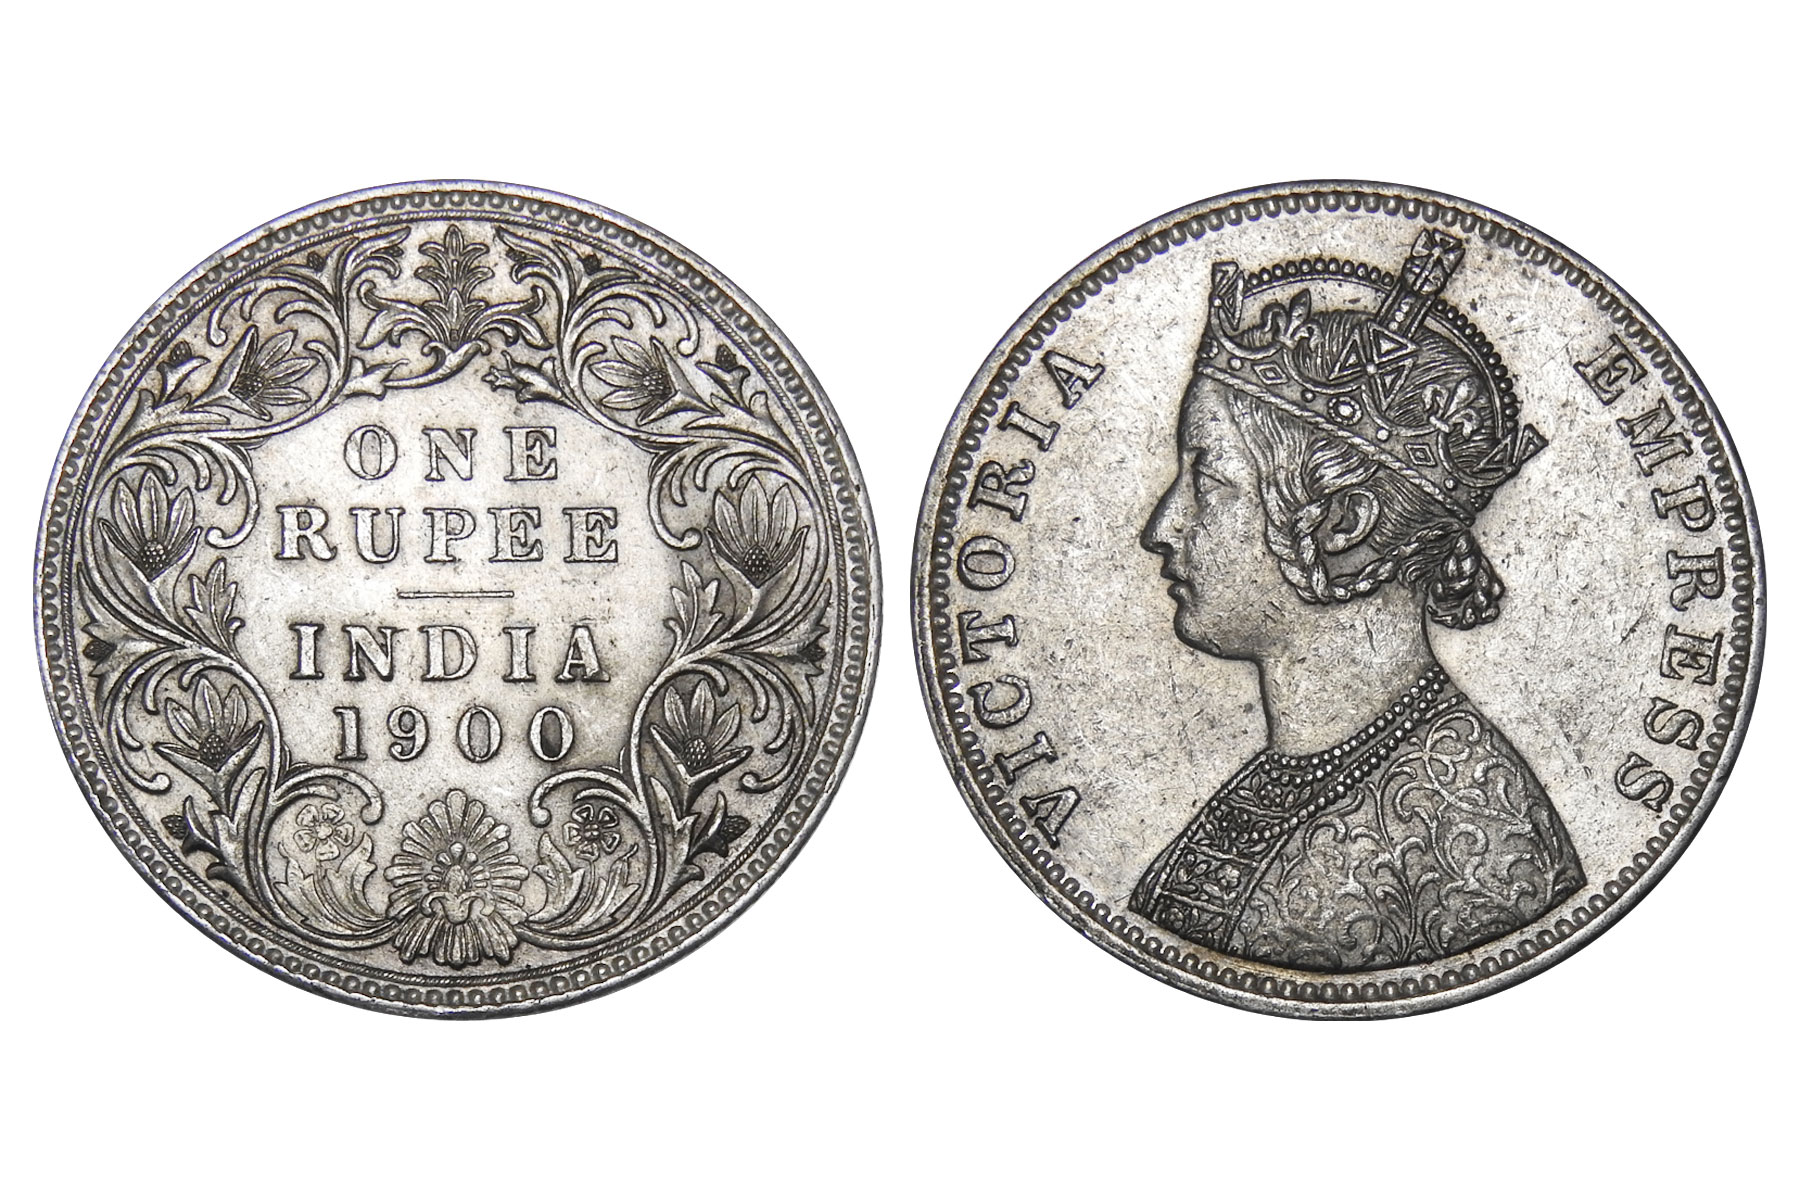 ONE
RUPEE
INDIA
1900
VICTORIA EMPRESS